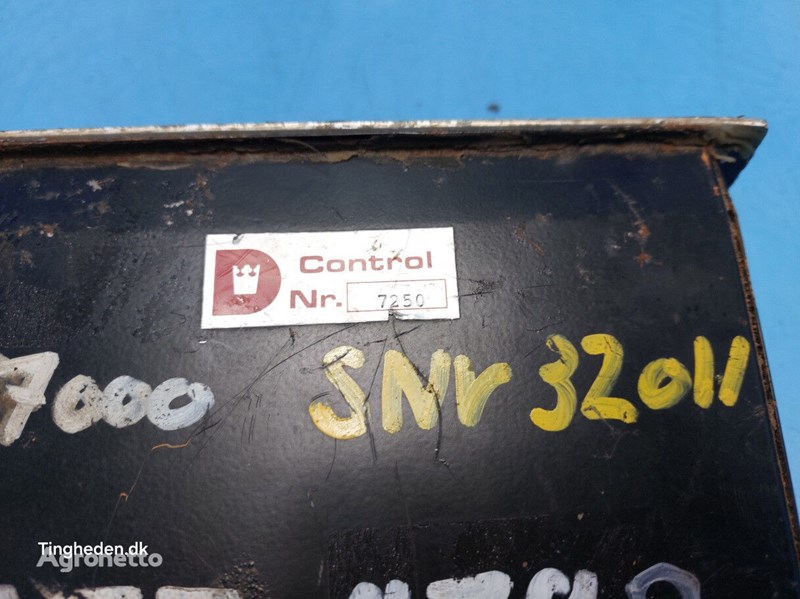 D Control
Nr. 7250
7000 SNr 32011
Tingheden.dk
Agronetto